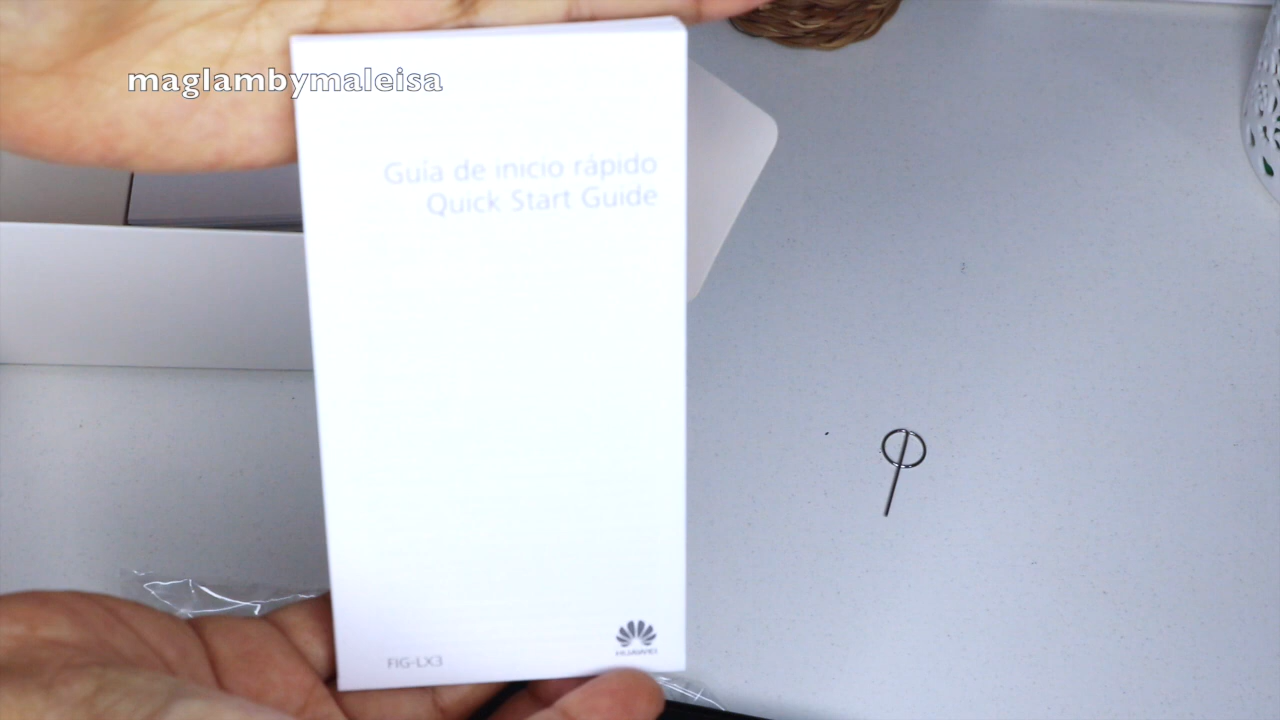 maglambymaleisa
Guía de inicio rápido
Quick Start Guide
FIG-LX3
HUAWEI